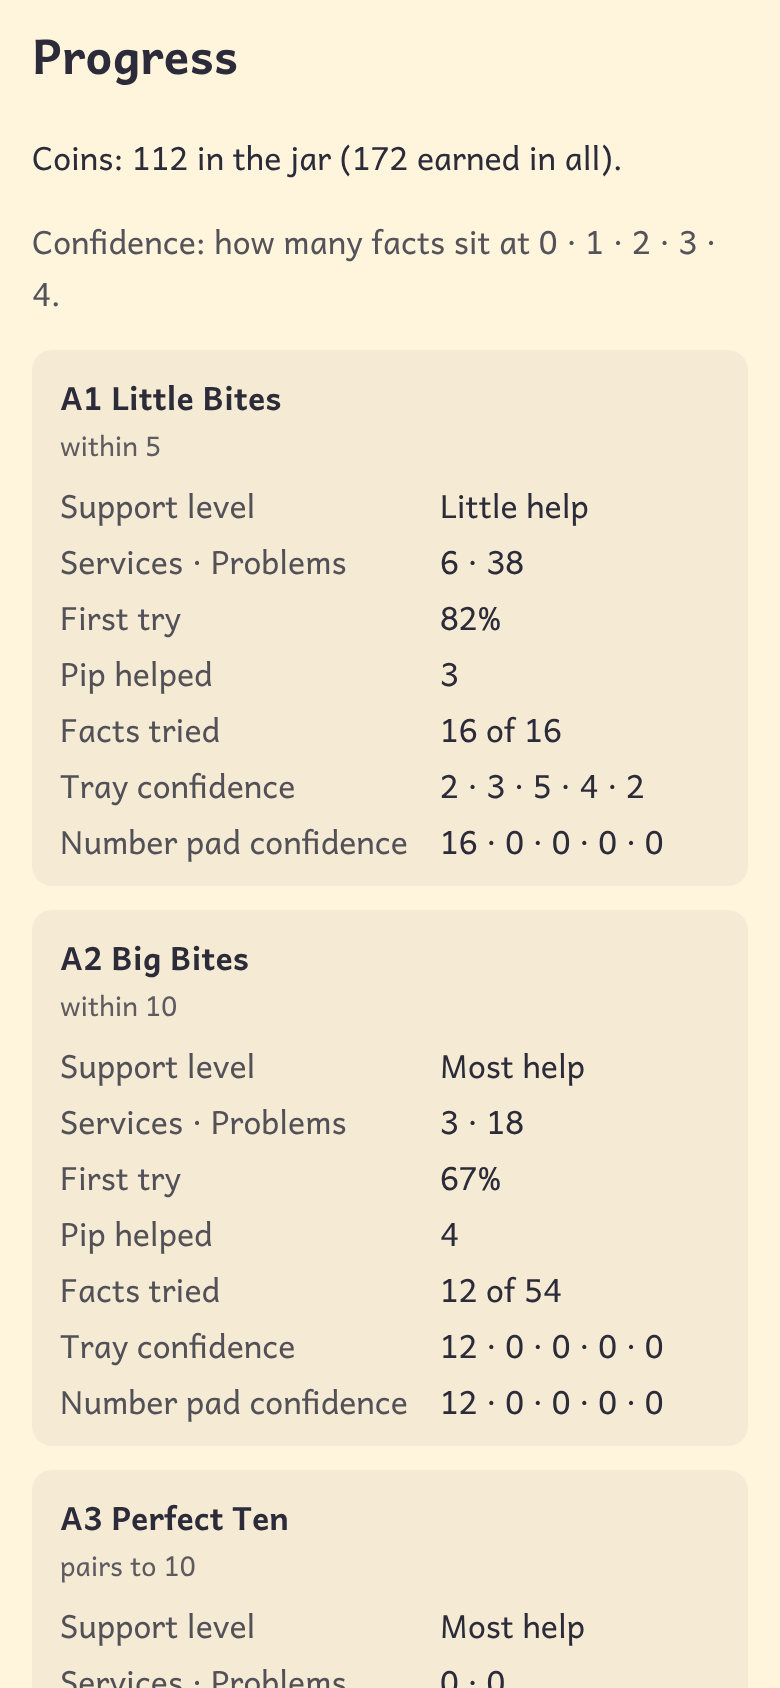 Progress
Coins: 112 in the jar (172 earned in all).
Confidence: how many facts sit at 0 · 1 · 2 · 3 ·
4.
A1 Little Bites
within 5
Support level Little help
Services · Problems 6 · 38
First try 82%
Pip helped 3
Facts tried 16 of 16
Tray confidence 2 · 3 · 5 · 4 · 2
Number pad confidence 16 · 0 · 0 · 0 · 0
A2 Big Bites
within 10
Support level Most help
Services · Problems 3 · 18
First try 67%
Pip helped 4
Facts tried 12 of 54
Tray confidence 12 · 0 · 0 · 0 · 0
Number pad confidence 12 · 0 · 0 · 0 · 0
A3 Perfect Ten
pairs to 10
Support level Most help
Services · Problems 0 · 0